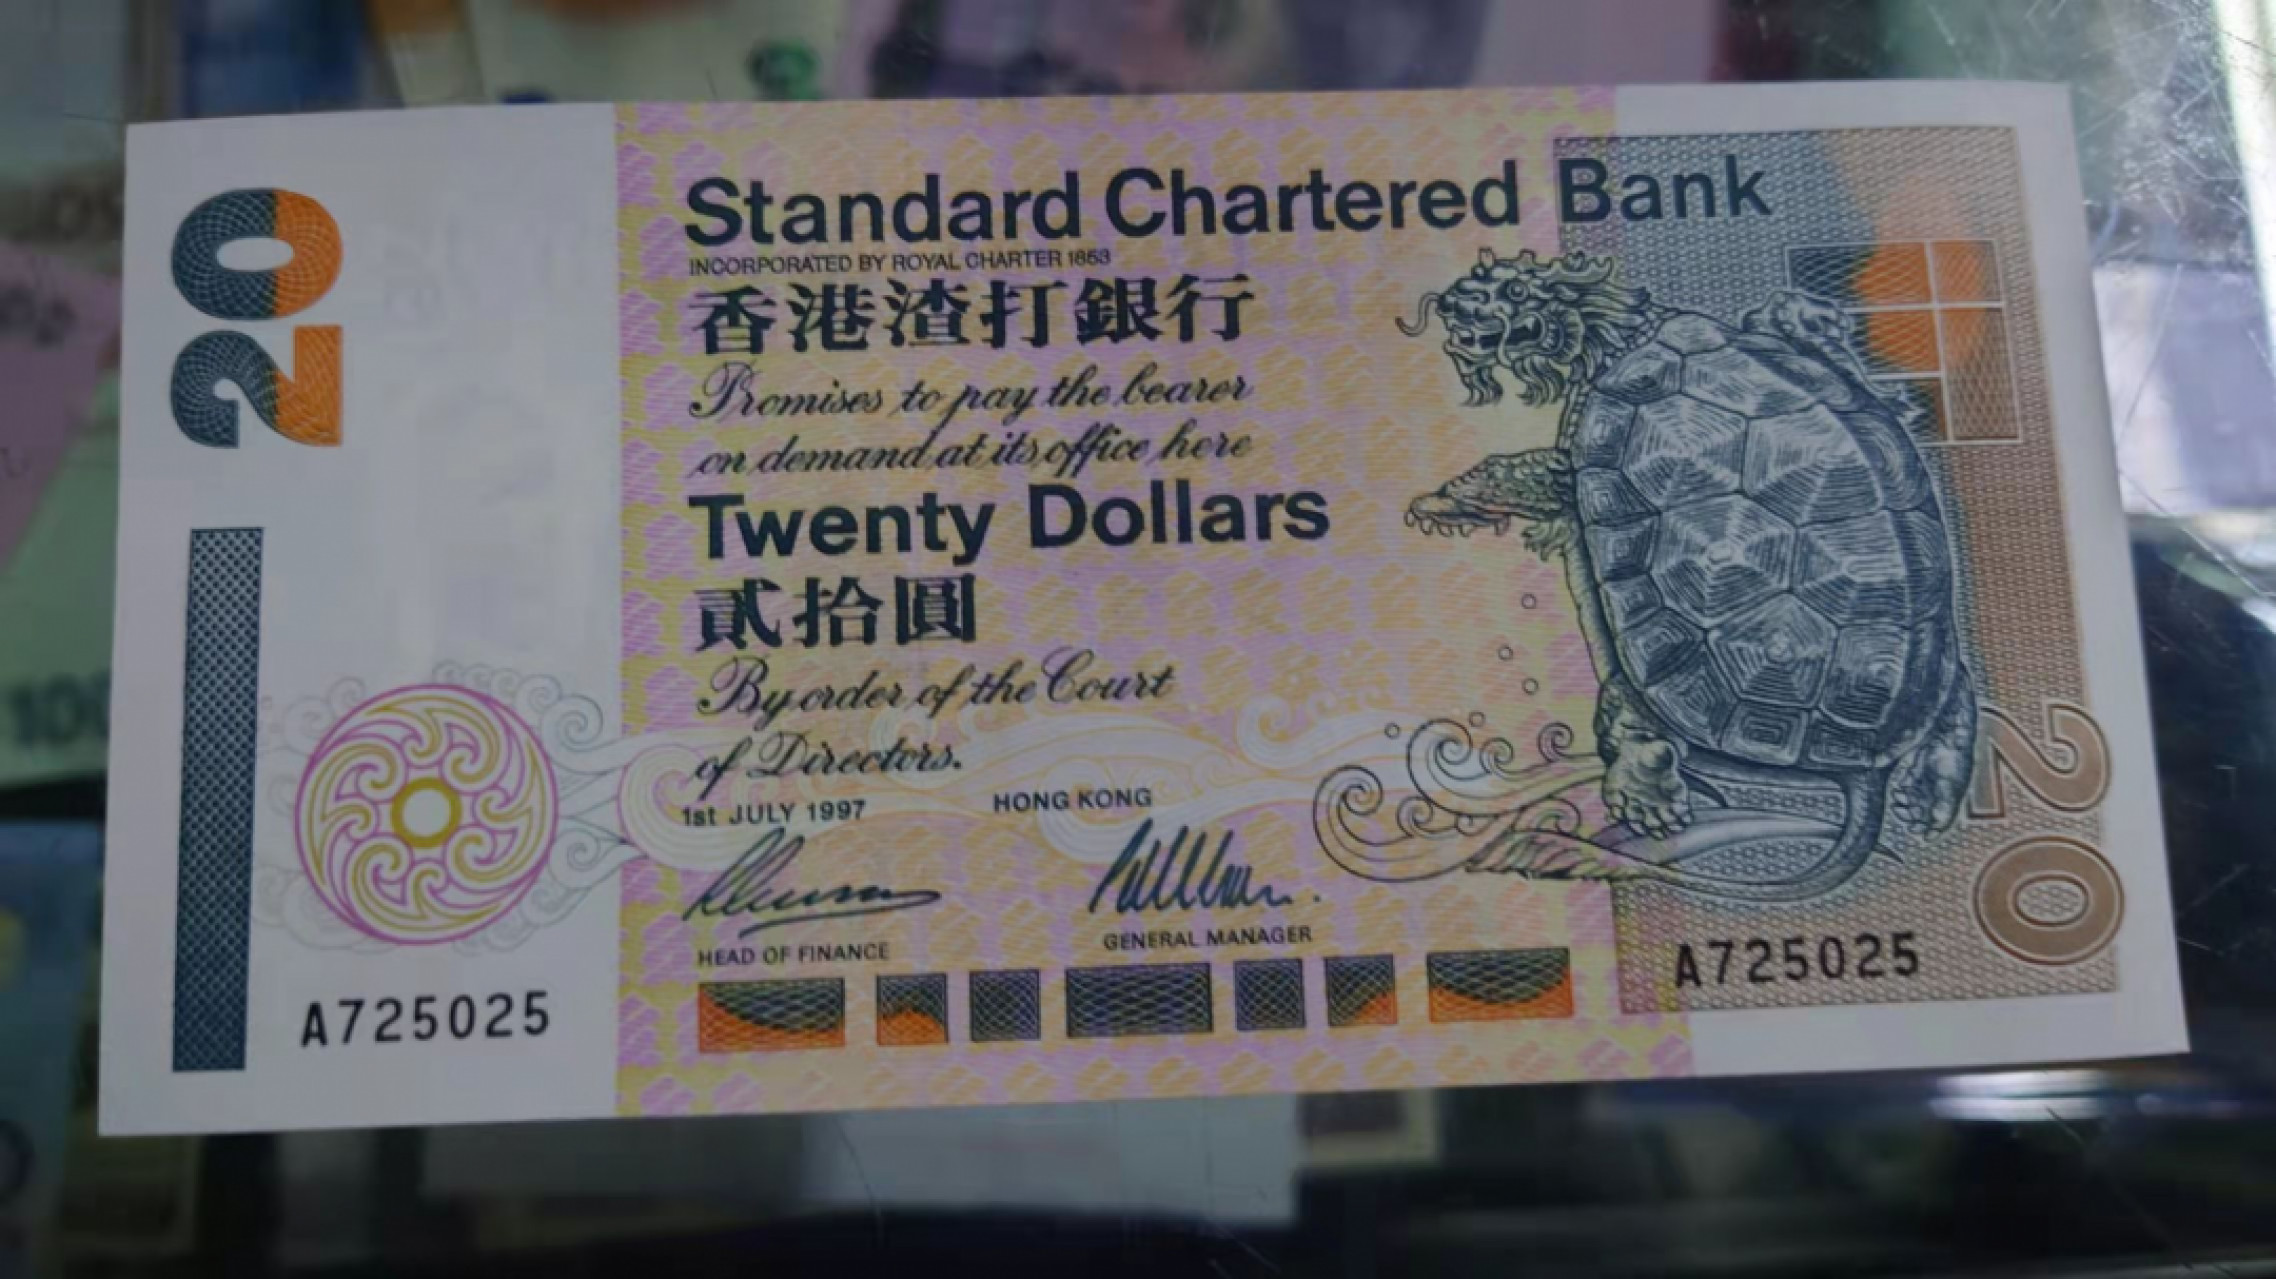 20
Standard Chartered Bank
INCORPORATED BY ROYAL CHARTER 1853
香港渣打銀行
Promises to pay the bearer
on demand at its office here
Twenty Dollars
貳拾圓
By order of the Court
of Directors.
1st JULY 1997 HONG KONG
HEAD OF FINANCE GENERAL MANAGER
A725025
A725025
20